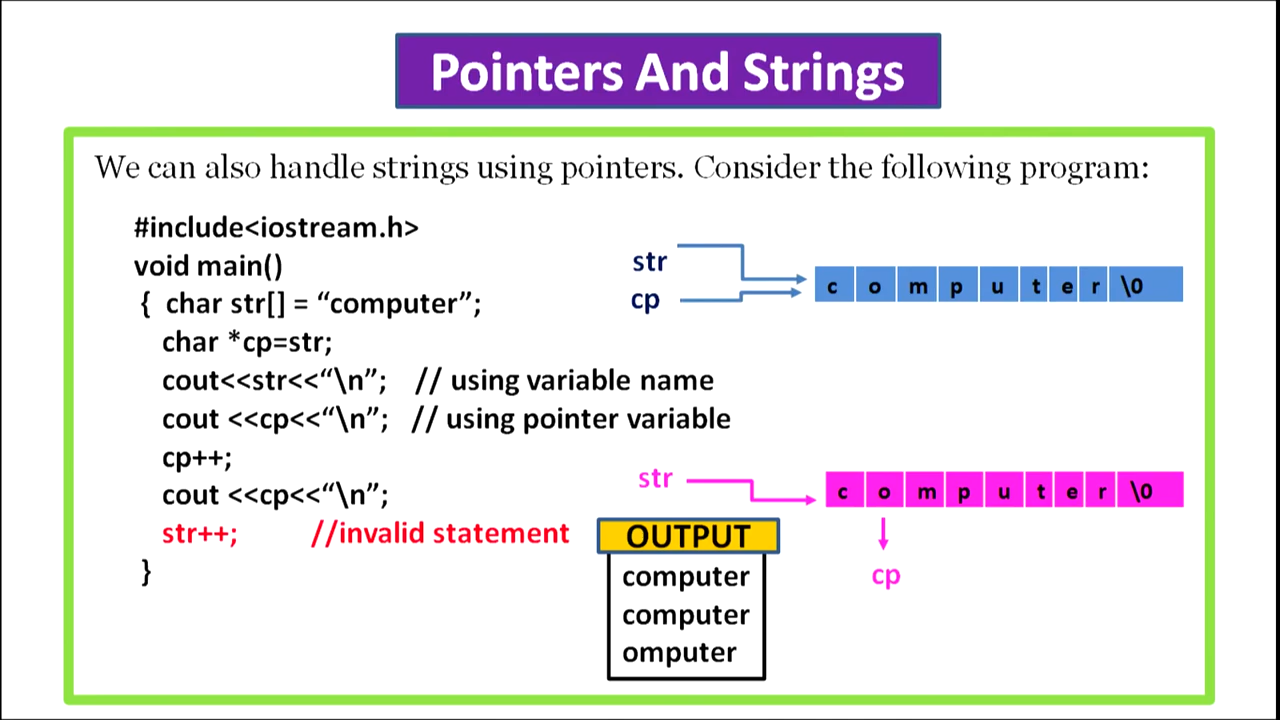 Pointers And Strings
We can also handle strings using pointers. Consider the following program:
#include<iostream.h>
void main()
{ char str[] = “computer”;
char *cp=str;
cout<<str<<“\n”; // using variable name
cout <<cp<<“\n”; // using pointer variable
cp++;
cout <<cp<<“\n”;
str++; //invalid statement
}
str
cp
c o m p u t e r \0
str
c o m p u t e r \0
cp
OUTPUT
computer
computer
omputer